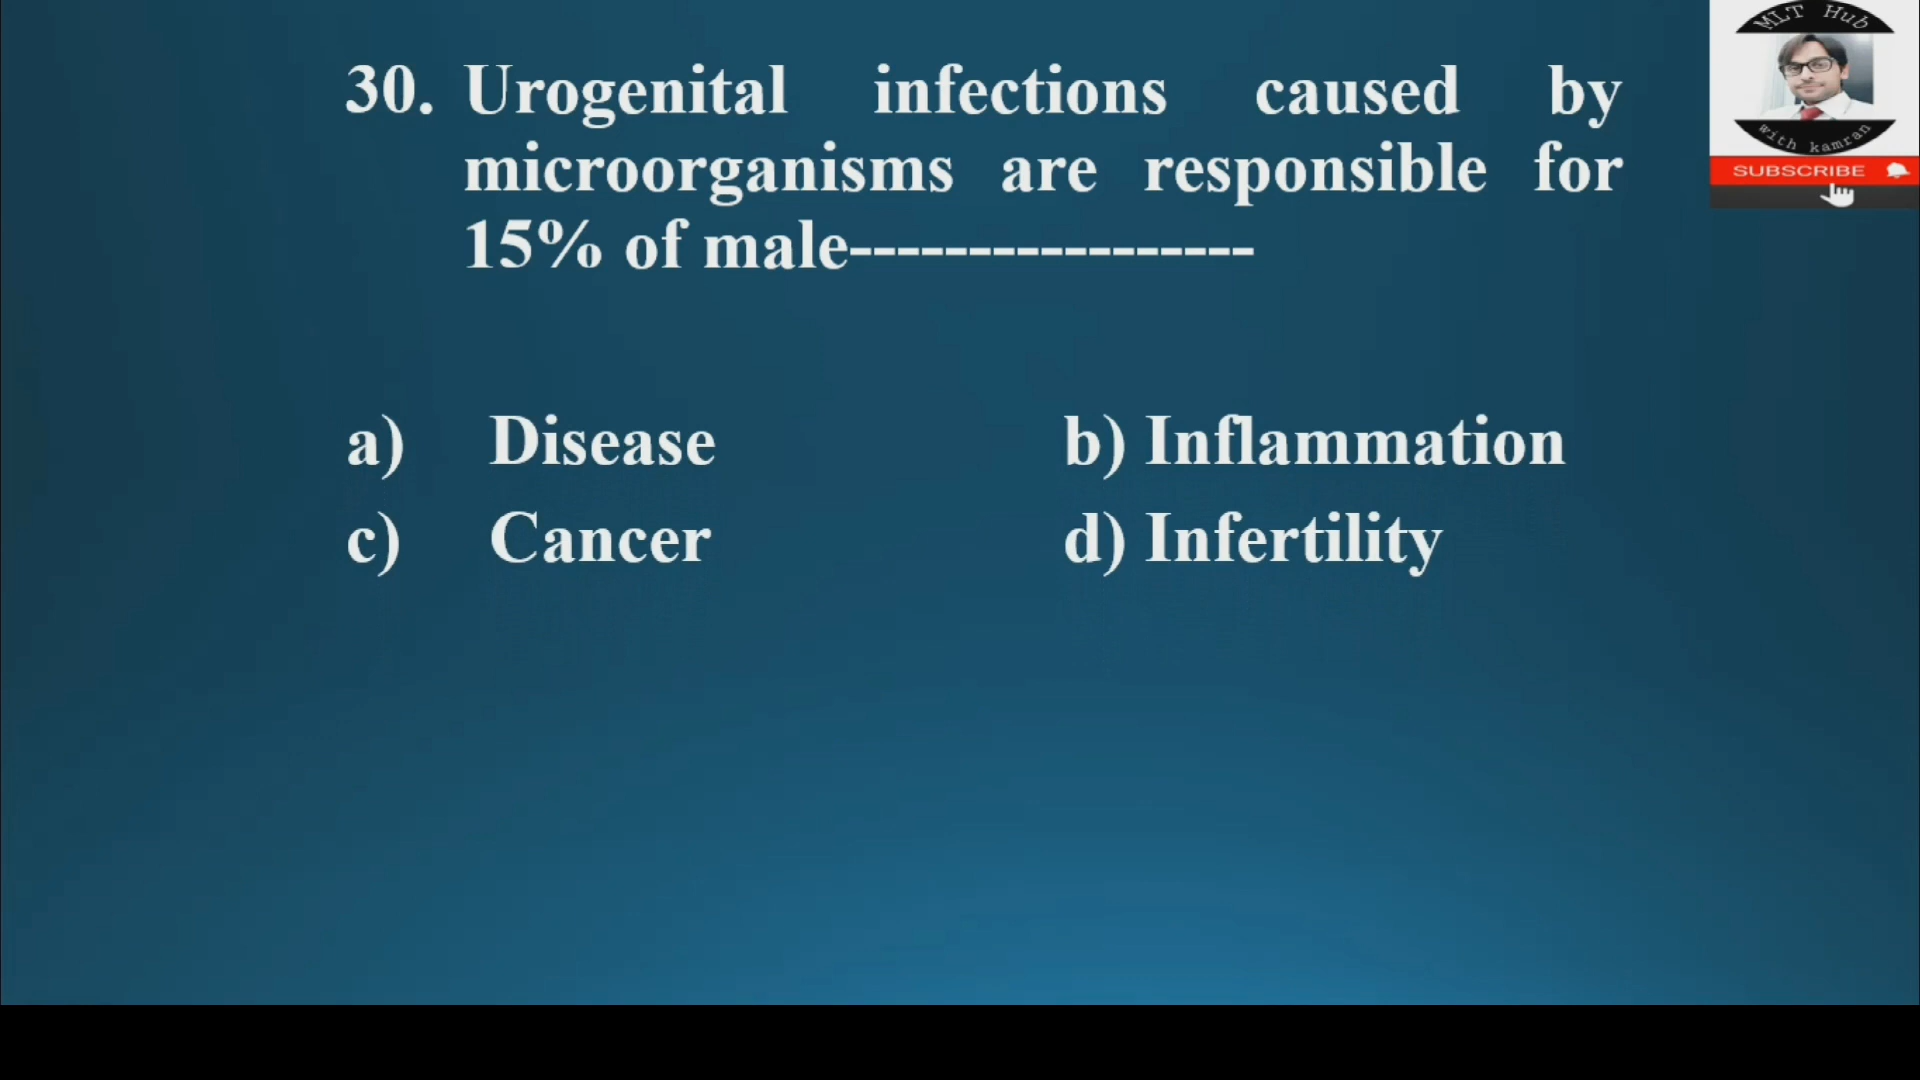 MLT Hub
with kamran
SUBSCRIBE
30. Urogenital infections caused by
microorganisms are responsible for
15% of male-----------------
a) Disease b) Inflammation
c) Cancer d) Infertility